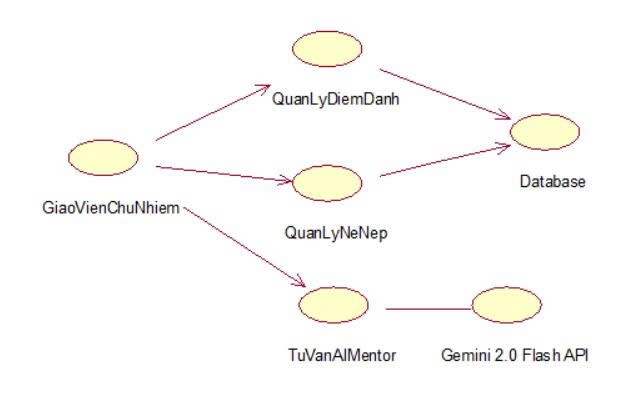 QuanLyDiemDanh
Database
GiaoVienChuNhiem
QuanLyNeNep
TuVanAIMentor
Gemini 2.0 Flash API